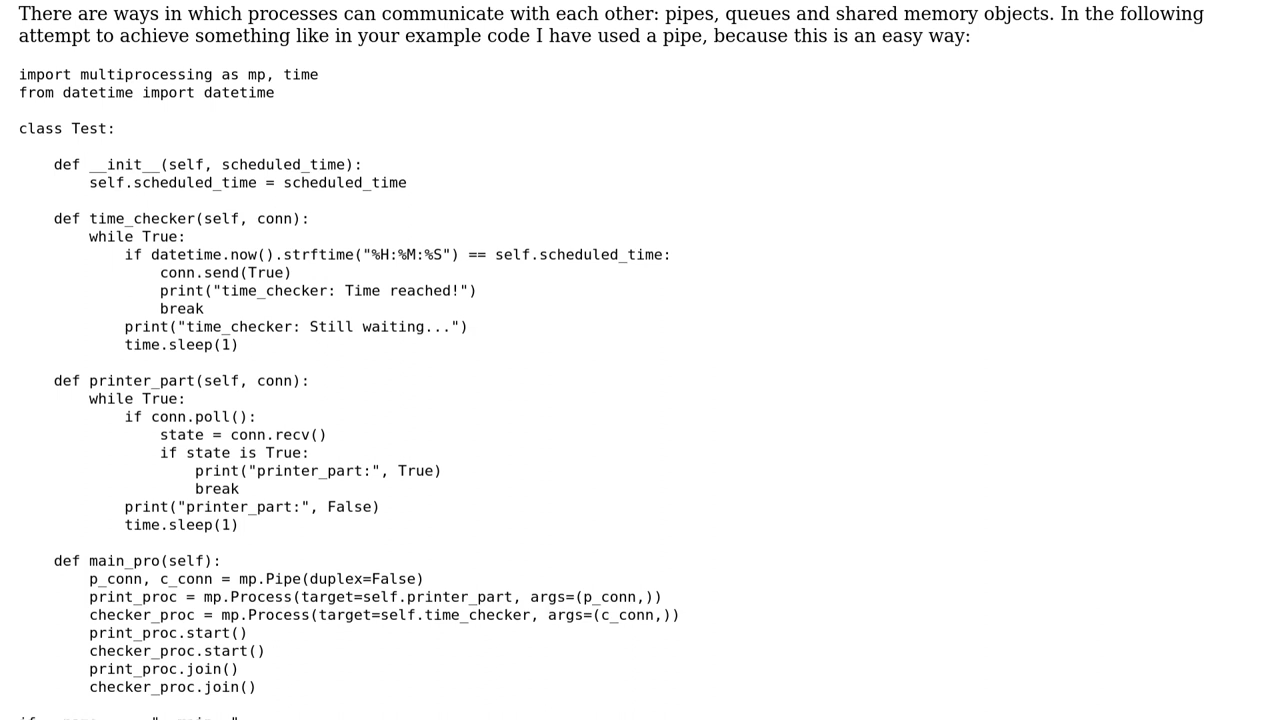 There are ways in which processes can communicate with each other: pipes, queues and shared memory objects. In the following
attempt to achieve something like in your example code I have used a pipe, because this is an easy way:
import multiprocessing as mp, time
from datetime import datetime
class Test:
def __init__(self, scheduled_time):
self.scheduled_time = scheduled_time
def time_checker(self, conn):
while True:
if datetime.now().strftime("%H:%M:%S") == self.scheduled_time:
conn.send(True)
print("time_checker: Time reached!")
break
print("time_checker: Still waiting...")
time.sleep(1)
def printer_part(self, conn):
while True:
if conn.poll():
state = conn.recv()
if state is True:
print("printer_part:", True)
break
print("printer_part:", False)
time.sleep(1)
def main_pro(self):
p_conn, c_conn = mp.Pipe(duplex=False)
print_proc = mp.Process(target=self.printer_part, args=(p_conn,))
checker_proc = mp.Process(target=self.time_checker, args=(c_conn,))
print_proc.start()
checker_proc.start()
print_proc.join()
checker_proc.join()